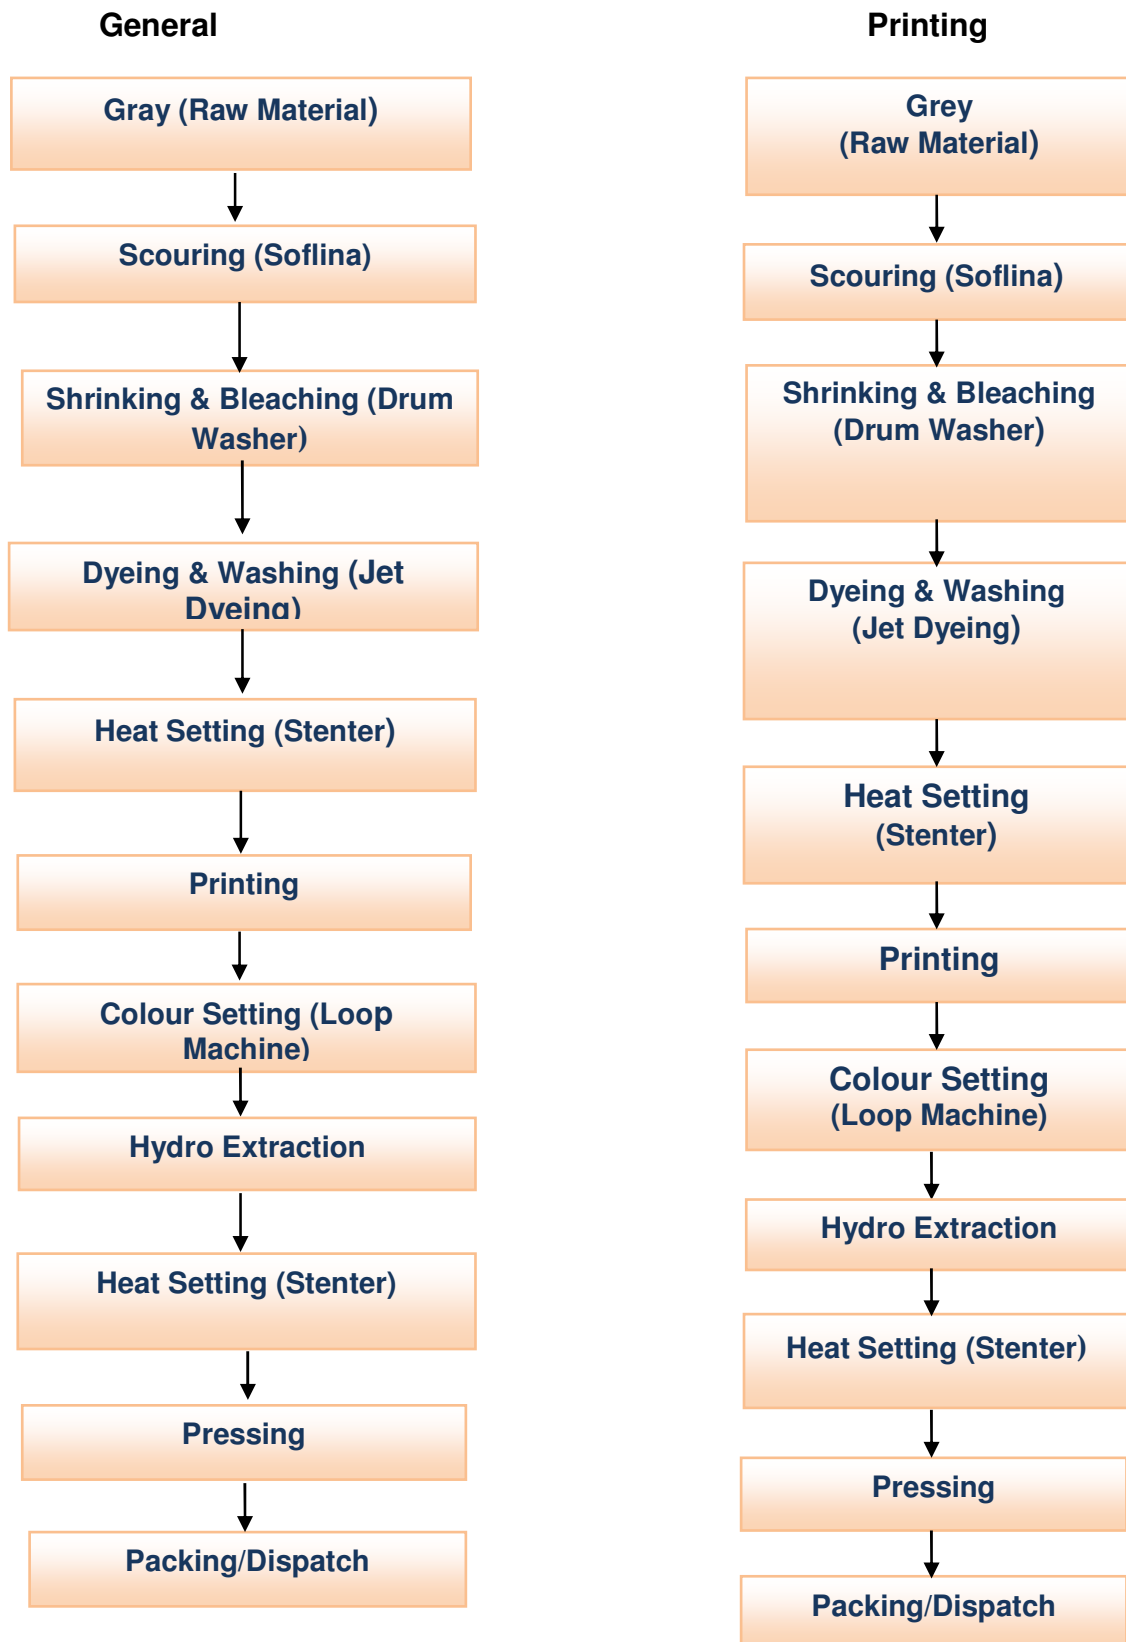 General
Gray (Raw Material)
Scouring (Soflina)
Shrinking & Bleaching (Drum
Washer)
Dyeing & Washing (Jet
Dyeing)
Heat Setting (Stenter)
Printing
Colour Setting (Loop
Machine)
Hydro Extraction
Heat Setting (Stenter)
Pressing
Packing/Dispatch
Printing
Grey
(Raw Material)
Scouring (Soflina)
Shrinking & Bleaching
(Drum Washer)
Dyeing & Washing
(Jet Dyeing)
Heat Setting
(Stenter)
Printing
Colour Setting
(Loop Machine)
Hydro Extraction
Heat Setting (Stenter)
Pressing
Packing/Dispatch